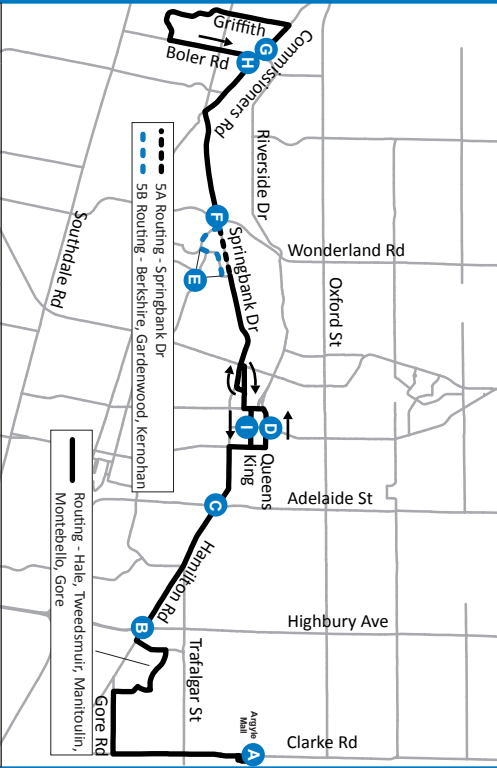 Griffith
Boler Rd
G
H
Commissioners Rd
Riverside Dr
F
Springbank Dr
E
Wonderland Rd
Oxford St
Southdale Rd
5A Routing - Springbank Dr
5B Routing - Berkshire, Gardenwood, Kernohan
D
I
Queens
King
C
Adelaide St
Hamilton Rd
B
Highbury Ave
Trafalgar St
Gore Rd
Argyle
Mall
A
Clarke Rd
Routing - Hale, Tweedsmuir, Manitoulin,
Montebello, Gore